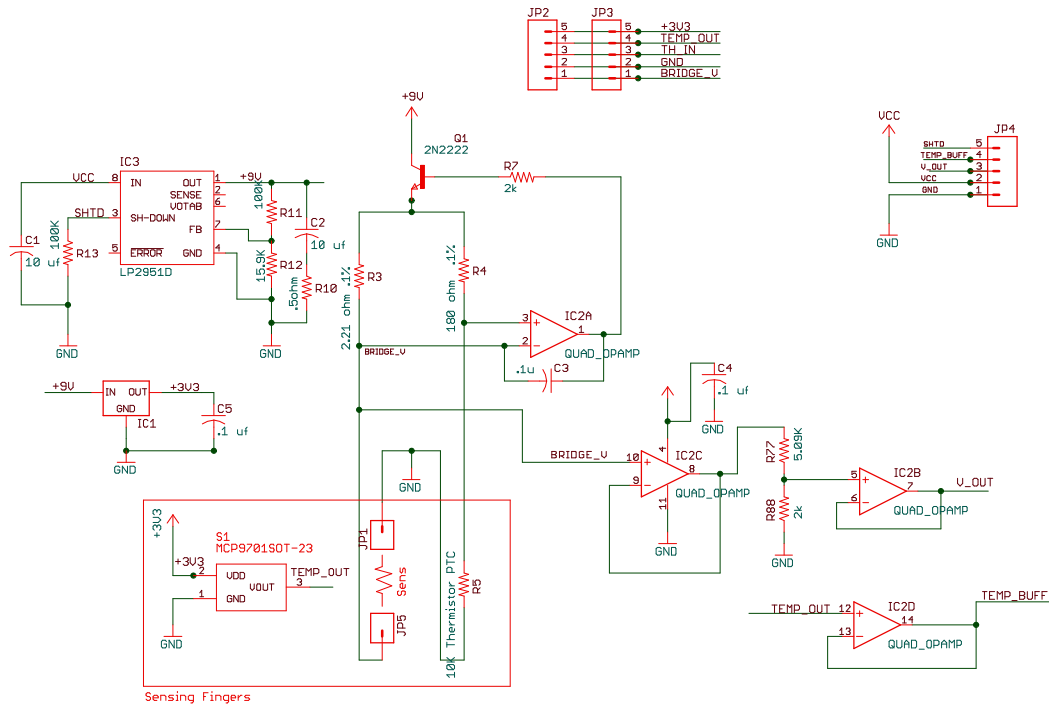 JP2 JP3
5 5 +3V3
4 4 TEMP_OUT
3 3 TH_IN
2 2 GND
1 1 BRIDGE_V
+9V
Q1
2N2222
R7
2k
VCC
JP4
SHTD 5
TEMP_BUFF 4
V_OUT 3
VCC 2
GND 1
GND
IC3
VCC 8 IN OUT 1 +9V
SENSE 2
VOTAB 6
SHTD 3 SH-DOWN
FB 7
5 ERROR GND 4
LP2951D
C1
10 uf
100K
R13
GND
100K
R11
C2
10 uf
15.9K
R12
.5ohm
R10
GND
R3
2.21 ohm .1%
R4
180 ohm .1%
3 + IC2A
1
2 -
QUAD_OPAMP
BRIDGE_V
.1u C3
+9V IN OUT +3V3
GND
IC1
C5
.1 uf
GND
C4
.1 uf
GND
BRIDGE_V 10 + 4 IC2C
8
9 -
11
QUAD_OPAMP
GND
R77
5.09K
R88
2k
GND
5 + IC2B
7 V_OUT
6 -
QUAD_OPAMP
GND
+3V3
S1
MCP9701SOT-23
+3V3 2 VDD
VOUT 3 TEMP_OUT
1 GND
GND
JP1
Sens
JP5
10K Thermistor PTC
R5
TEMP_OUT 12 + IC2D
14 TEMP_BUFF
13 -
QUAD_OPAMP
Sensing Fingers